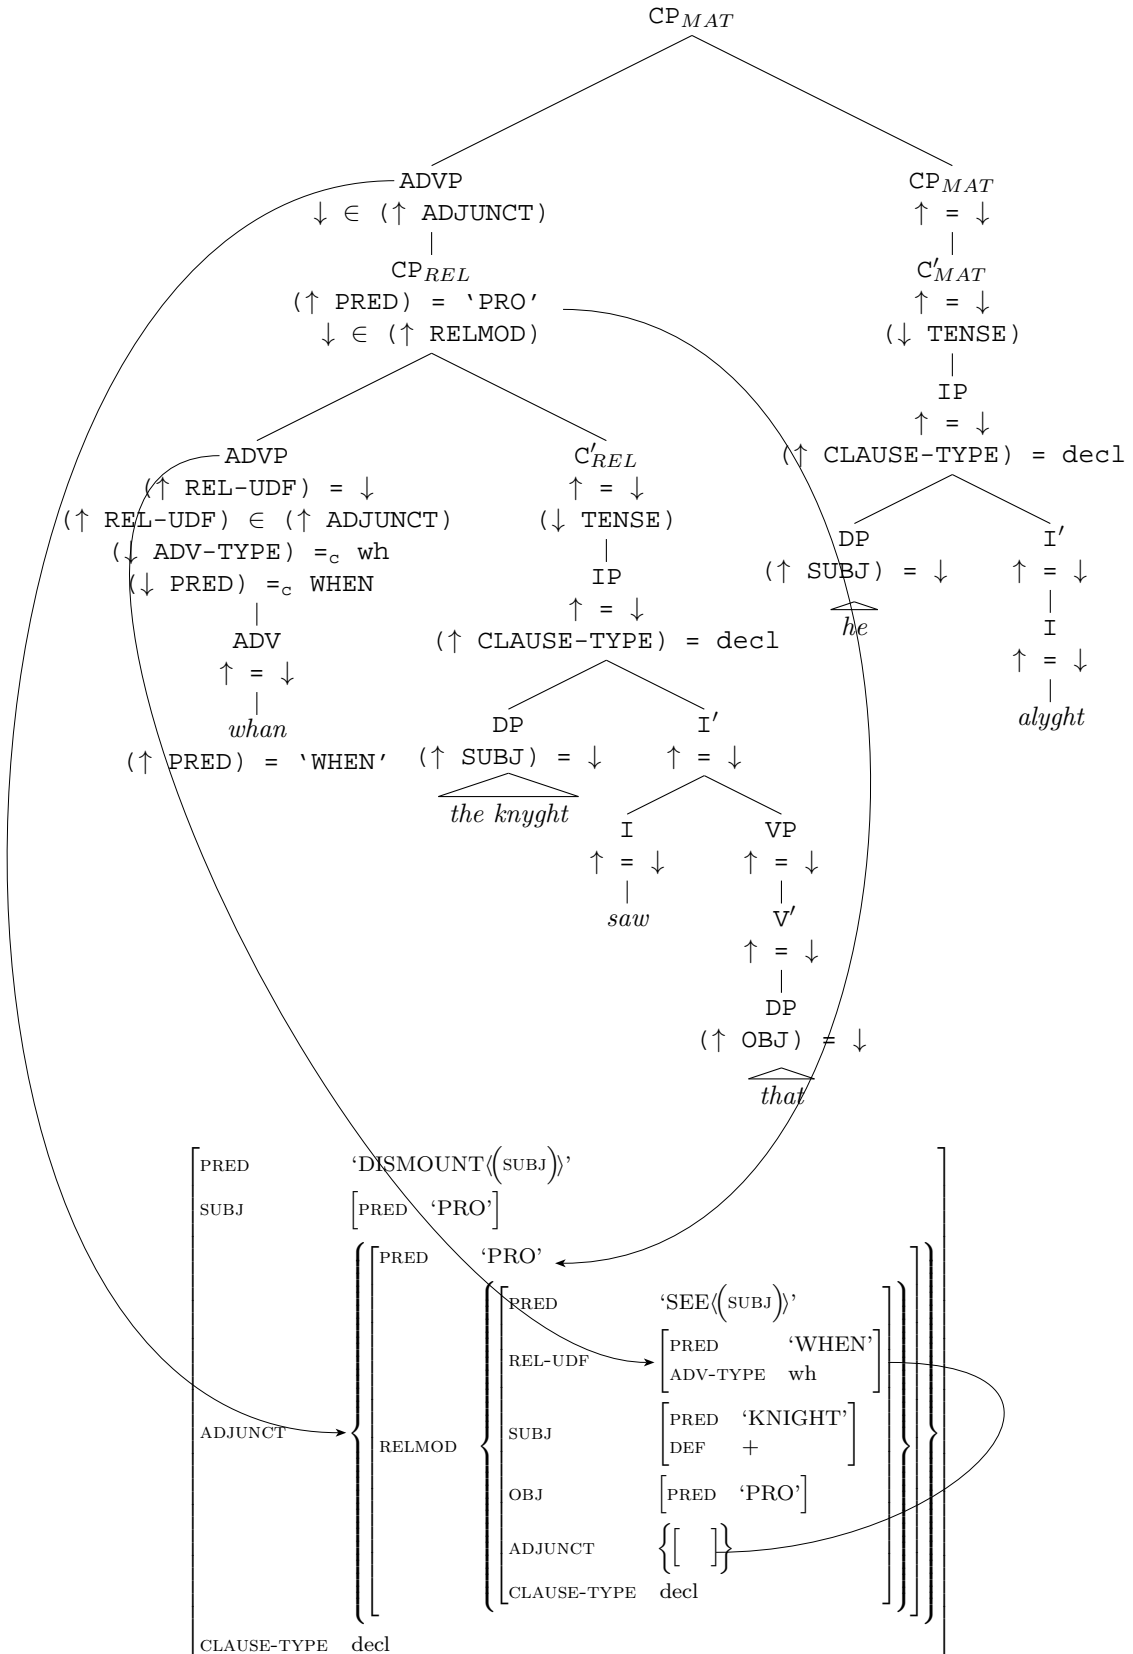 CP_MAT
ADVP CP_MAT
↓ ∈ (↑ ADJUNCT) ↑ = ↓
CP_REL C′_MAT
(↑ PRED) = ‘PRO’ ↑ = ↓
↓ ∈ (↑ RELMOD) (↓ TENSE)
IP
↑ = ↓
ADVP C′_REL (↑ CLAUSE-TYPE) = decl
(↑ REL-UDF) = ↓ ↑ = ↓
(↑ REL-UDF) ∈ (↑ ADJUNCT) (↓ TENSE)
DP I′
(↓ ADV-TYPE) =c wh
(↑ SUBJ) = ↓ ↑ = ↓
(↓ PRED) =c WHEN IP
↑ = ↓
he I
ADV (↑ CLAUSE-TYPE) = decl
↑ = ↓ ↑ = ↓
whan DP I′ alyght
(↑ PRED) = ‘WHEN’ (↑ SUBJ) = ↓ ↑ = ↓
the knyght
I VP
↑ = ↓ ↑ = ↓
saw V′
↑ = ↓
DP
(↑ OBJ) = ↓
that
PRED ‘DISMOUNT⟨(SUBJ)⟩’
SUBJ [PRED ‘PRO’]
PRED ‘PRO’
PRED ‘SEE⟨(SUBJ)⟩’
PRED ‘WHEN’
REL-UDF
ADV-TYPE wh
PRED ‘KNIGHT’
ADJUNCT RELMOD SUBJ
DEF +
OBJ [PRED ‘PRO’]
ADJUNCT {[ ]}
CLAUSE-TYPE decl
CLAUSE-TYPE decl